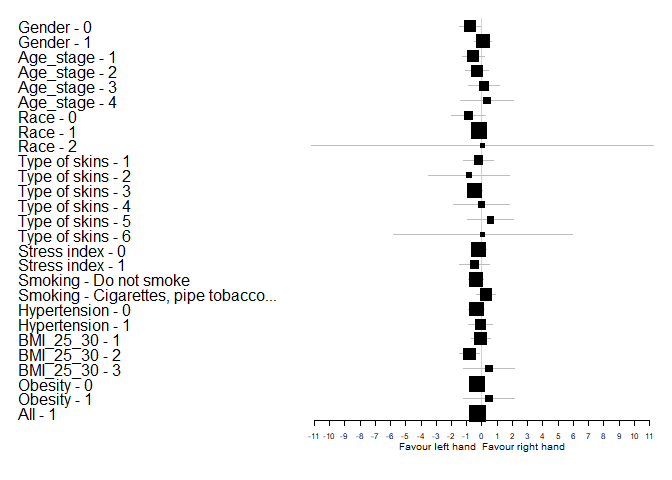 Gender - 0
Gender - 1
Age_stage - 1
Age_stage - 2
Age_stage - 3
Age_stage - 4
Race - 0
Race - 1
Race - 2
Type of skins - 1
Type of skins - 2
Type of skins - 3
Type of skins - 4
Type of skins - 5
Type of skins - 6
Stress index - 0
Stress index - 1
Smoking - Do not smoke
Smoking - Cigarettes, pipe tobacco...
Hypertension - 0
Hypertension - 1
BMI_25_30 - 1
BMI_25_30 - 2
BMI_25_30 - 3
Obesity - 0
Obesity - 1
All - 1
-11 -10 -9 -8 -7 -6 -5 -4 -3 -2 -1 0 1 2 3 4 5 6 7 8 9 10 11
Favour left hand Favour right hand